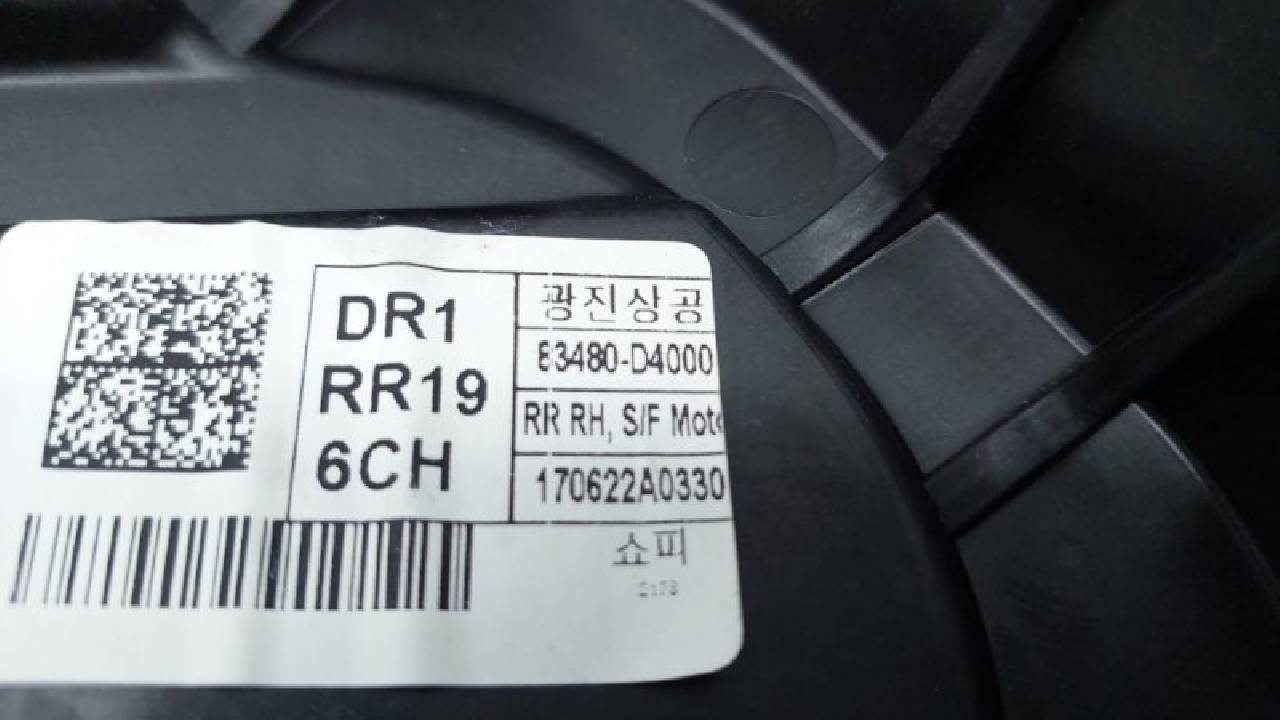 DR1
RR19
6CH
광진상공
83480-D4000
RR RH, S/F Moto
170622A0330
쇼피